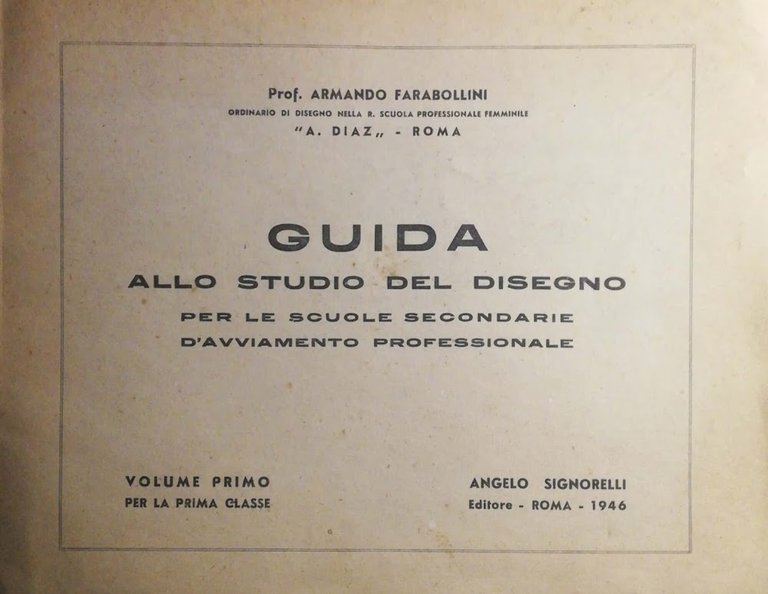 Prof. ARMANDO FARABOLLINI
ORDINARIO DI DISEGNO NELLA R. SCUOLA PROFESSIONALE FEMMINILE
"A. DIAZ„ - ROMA
GUIDA
ALLO STUDIO DEL DISEGNO
PER LE SCUOLE SECONDARIE
D'AVVIAMENTO PROFESSIONALE
VOLUME PRIMO
PER LA PRIMA CLASSE
ANGELO SIGNORELLI
Editore - ROMA - 1946